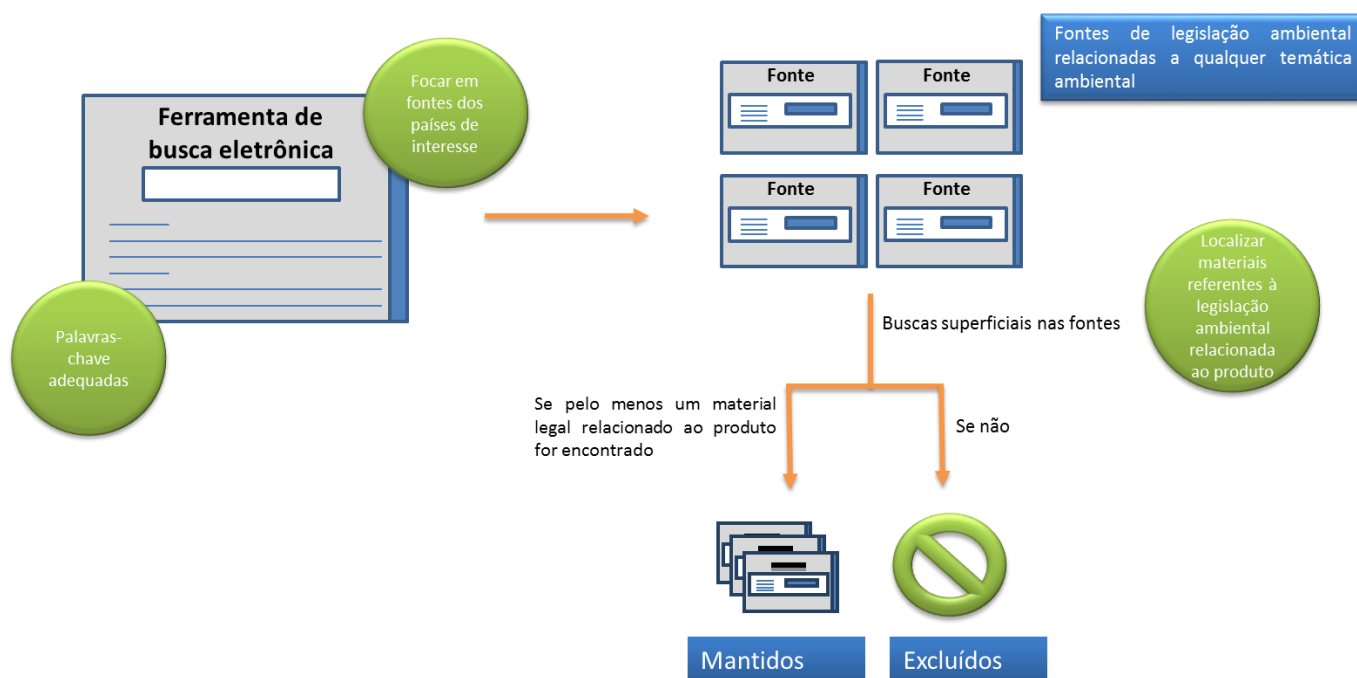 Ferramenta de
busca eletrônica
Focar em
fontes dos
países de
interesse
Palavras-
chave
adequadas
Fonte
Fonte
Fonte
Fonte
Fontes de legislação ambiental
relacionadas a qualquer temática
ambiental
Localizar
materiais
referentes à
legislação
ambiental
relacionada
ao produto
Buscas superficiais nas fontes
Se pelo menos um material
legal relacionado ao produto
for encontrado
Se não
Mantidos
Excluídos